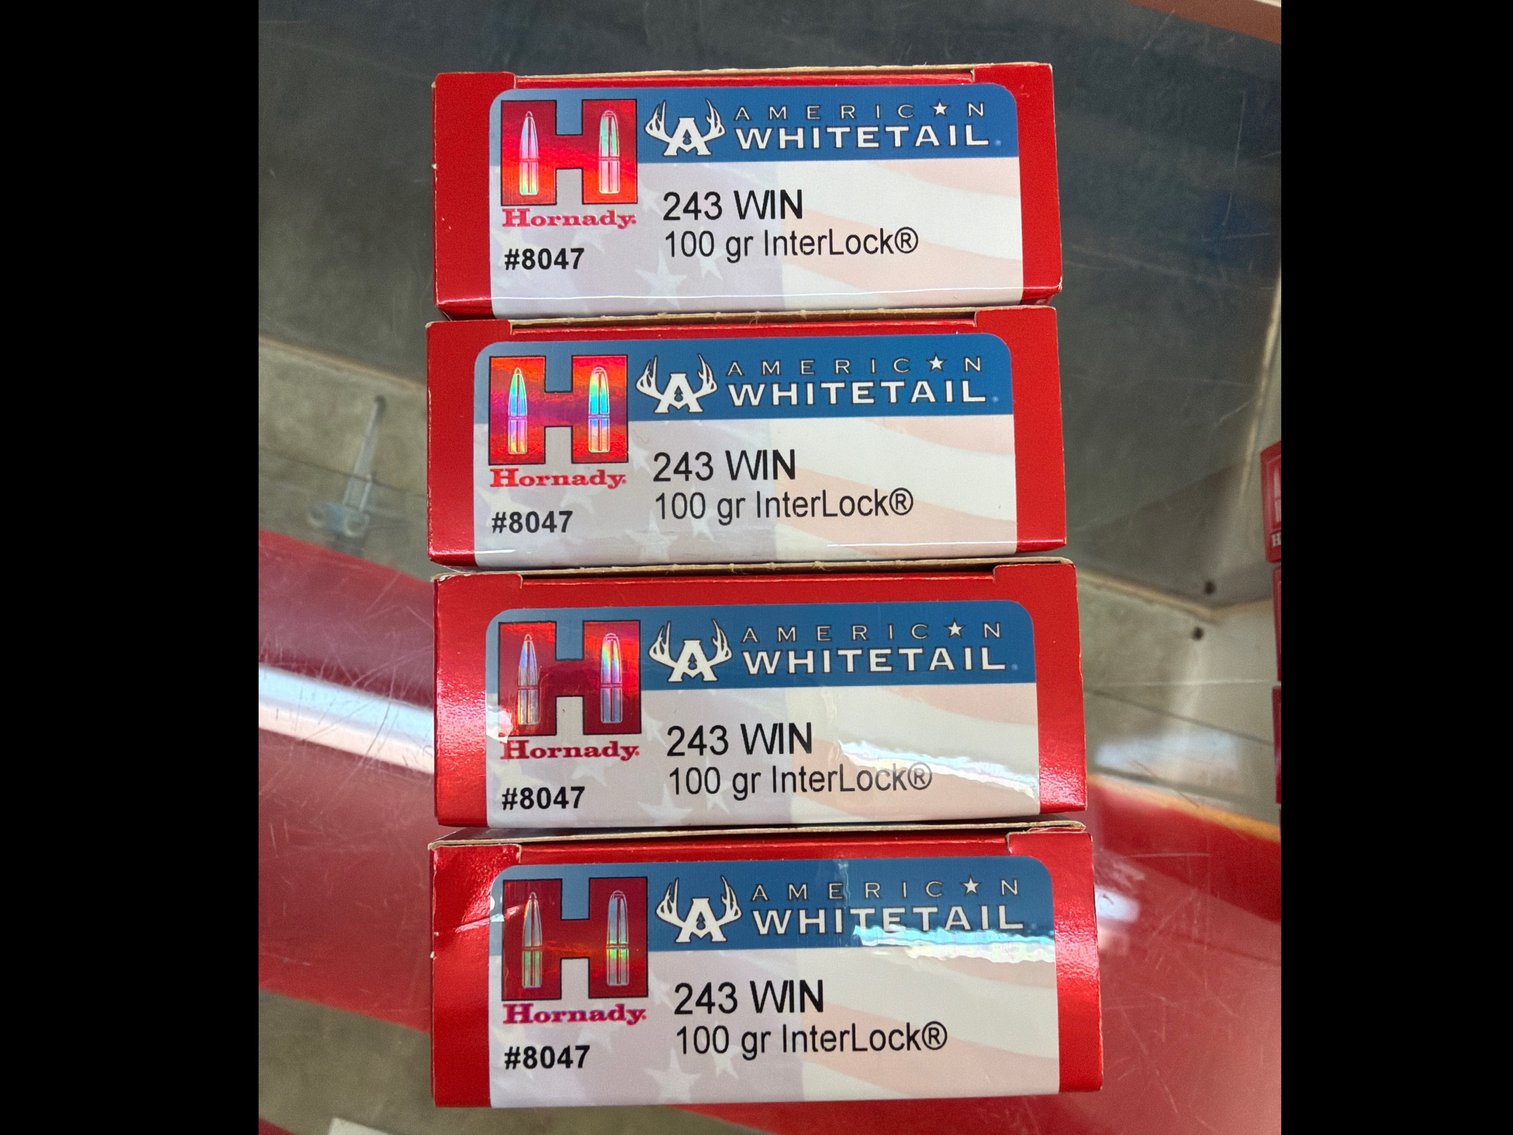 AMERICAN
WHITETAIL
Hornady.
243 WIN
100 gr InterLock®
#8047
AMERICAN
WHITETAIL
Hornady.
243 WIN
100 gr InterLock®
#8047
AMERICAN
WHITETAIL
Hornady.
243 WIN
100 gr InterLock®
#8047
AMERICAN
WHITETAIL
Hornady.
243 WIN
100 gr InterLock®
#8047